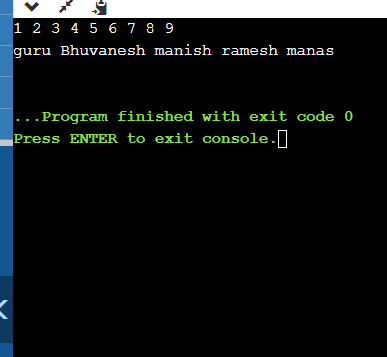 1 2 3 4 5 6 7 8 9
guru Bhuvanesh manish ramesh manas
...Program finished with exit code 0
Press ENTER to exit console.